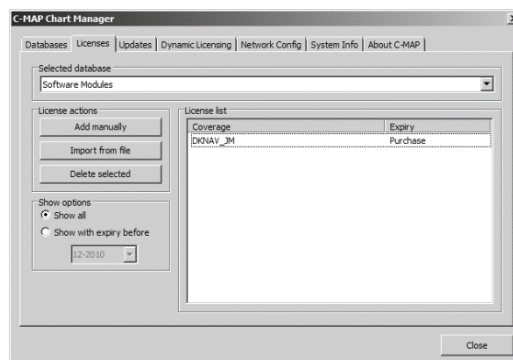 C-MAP Chart Manager
Databases Licenses Updates Dynamic Licensing Network Config System Info About C-MAP
Selected database
Software Modules
License actions
Add manually
Import from file
Delete selected
Show options
Show all
Show with expiry before
12-2010
License list
Coverage Expiry
DKNAV_JM Purchase
Close